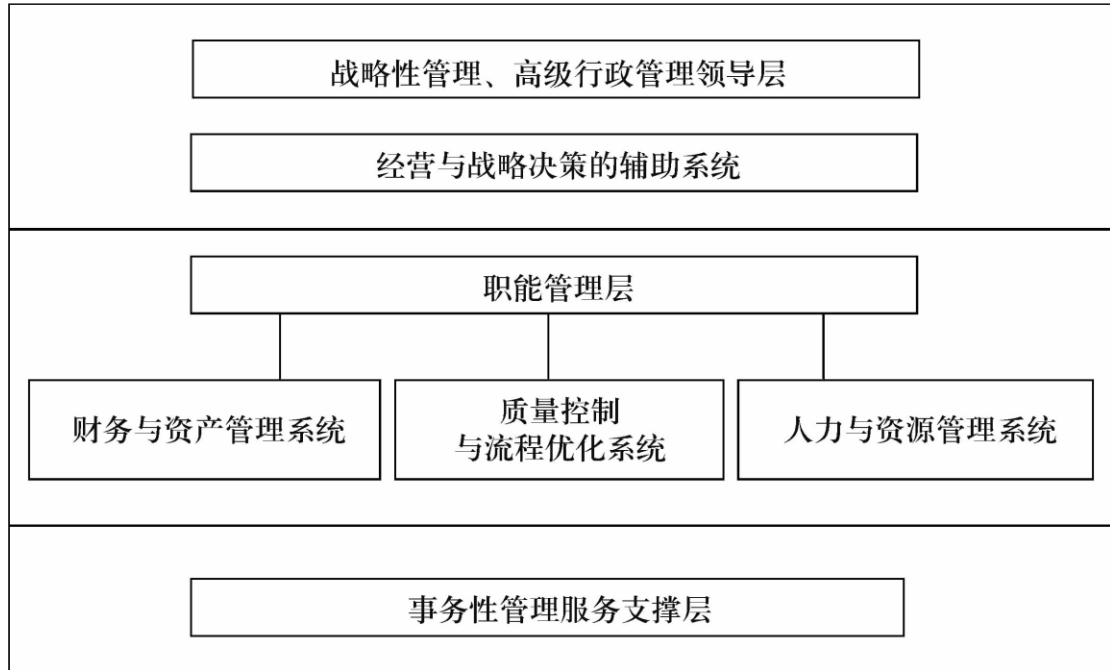 战略性管理、高级行政管理领导层
经营与战略决策的辅助系统
职能管理层
财务与资产管理系统
质量控制
与流程优化系统
人力与资源管理系统
事务性管理服务支撑层